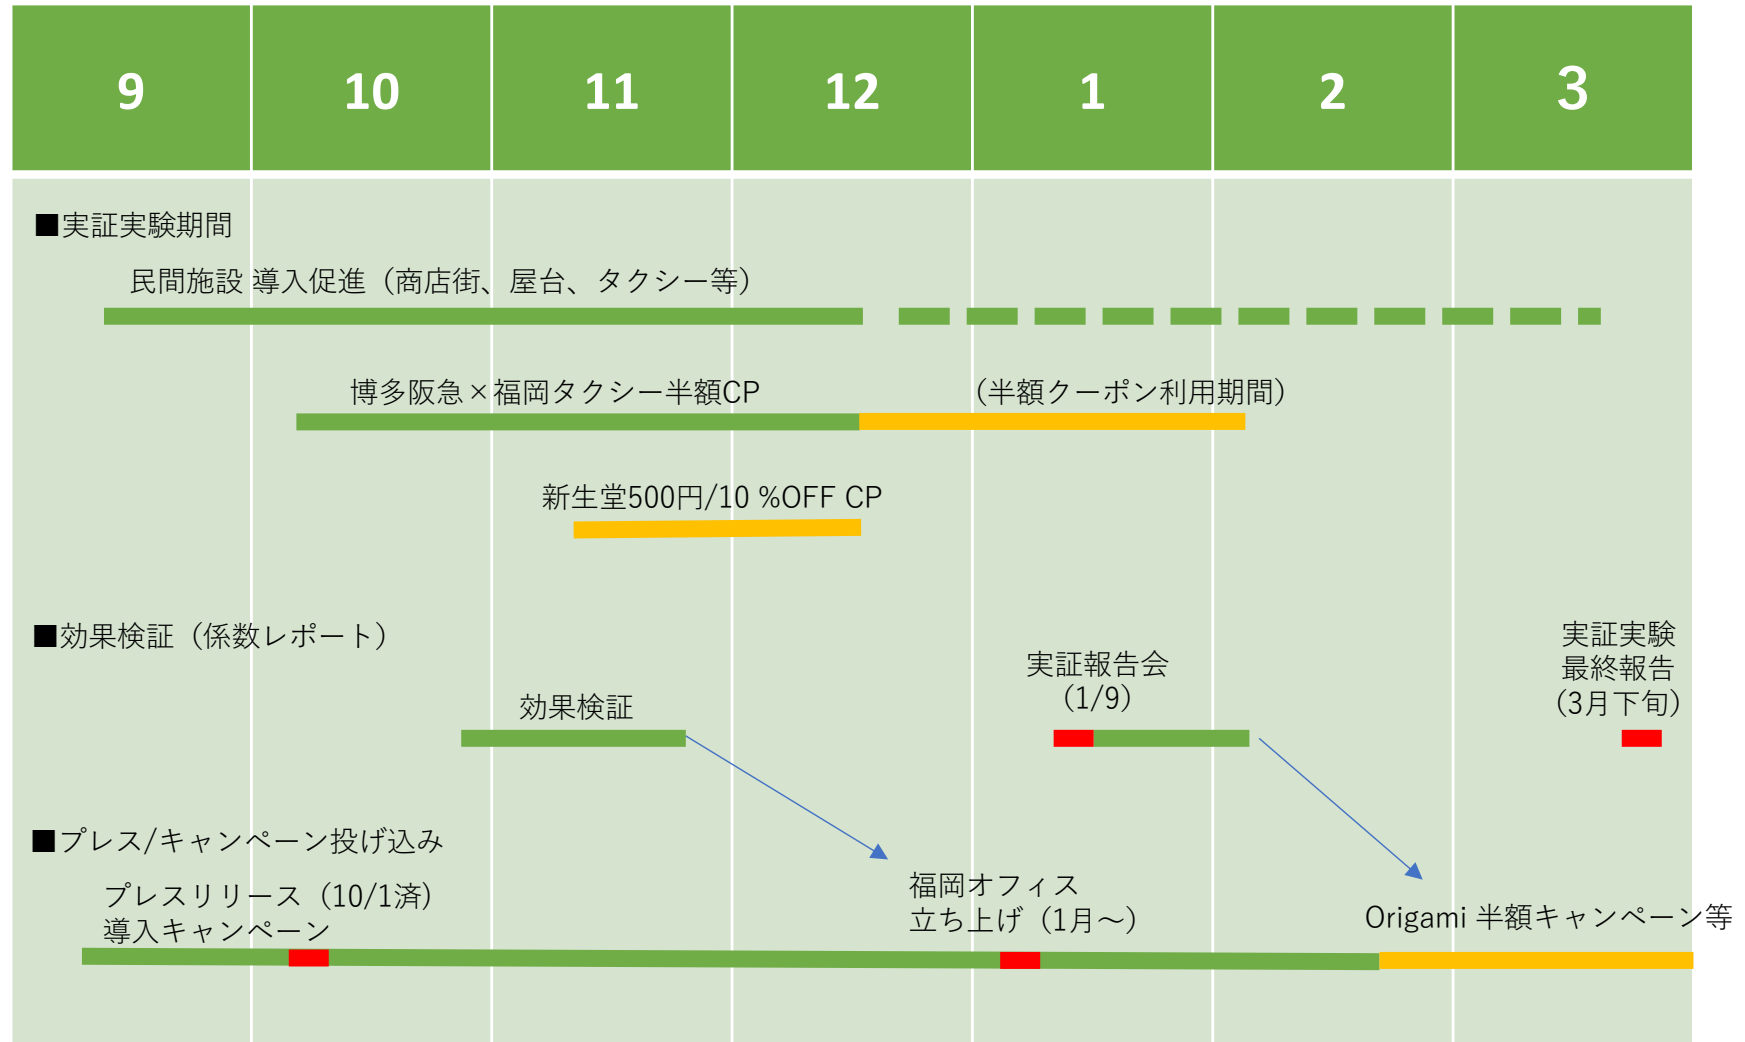 9 10 11 12 1 2 3
■実証実験期間
民間施設 導入促進（商店街、屋台、タクシー等）
博多阪急×福岡タクシー半額CP
（半額クーポン利用期間）
新生堂500円/10 %OFF CP
■効果検証（係数レポート）
効果検証
実証報告会
（1/9）
実証実験
最終報告
（3月下旬）
■プレス/キャンペーン投げ込み
プレスリリース（10/1済）
導入キャンペーン
福岡オフィス
立ち上げ（1月～）
Origami 半額キャンペーン等